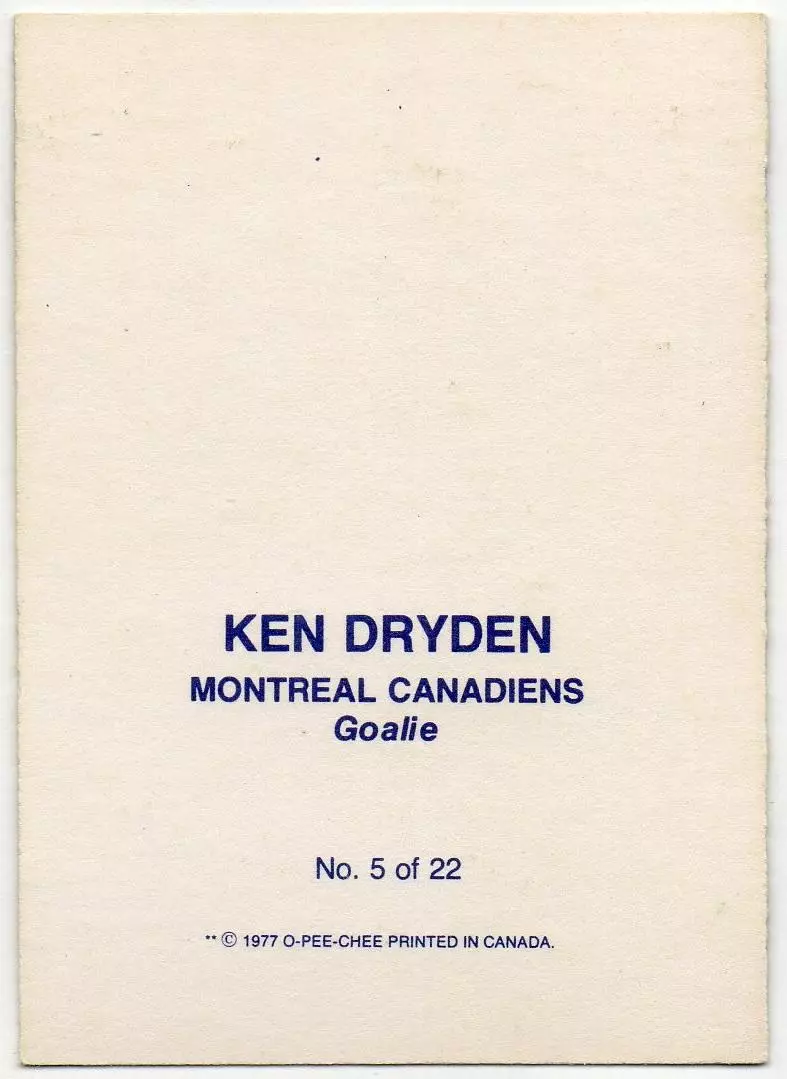 KEN DRYDEN
MONTREAL CANADIENS
Goalie
No. 5 of 22
** © 1977 O-PEE-CHEE PRINTED IN CANADA.